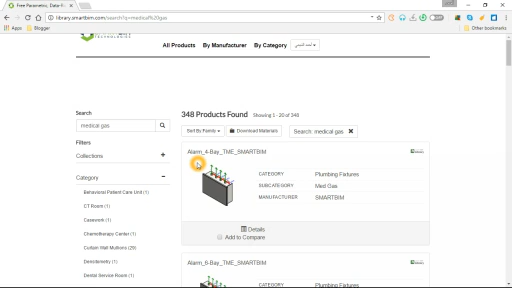 Free Parametric, Data-R
library.smartbim.com/search?q=medical%20gas
Apps
Blogger
Other bookmarks
TECHNOLOGIES
All Products By Manufacturer By Category
Search
medical gas
348 Products Found Showing 1 - 20 of 348
Sort By Family
Download Materials
Search: medical gas ✖
Filters
Collections +
Category −
Behavioral Patient Care Unit (1)
CT Room (1)
Casework (1)
Chemotherapy Center (1)
Curtain Wall Mullions (29)
Densitometry (1)
Dental Service Room (1)
Alarm_4-Bay_TME_SMARTBIM
CATEGORY Plumbing Fixtures
SUBCATEGORY Med Gas
MANUFACTURER SMARTBIM
Details
Add to Compare
Alarm_6-Bay_TME_SMARTBIM
CATEGORY Plumbing Fixtures